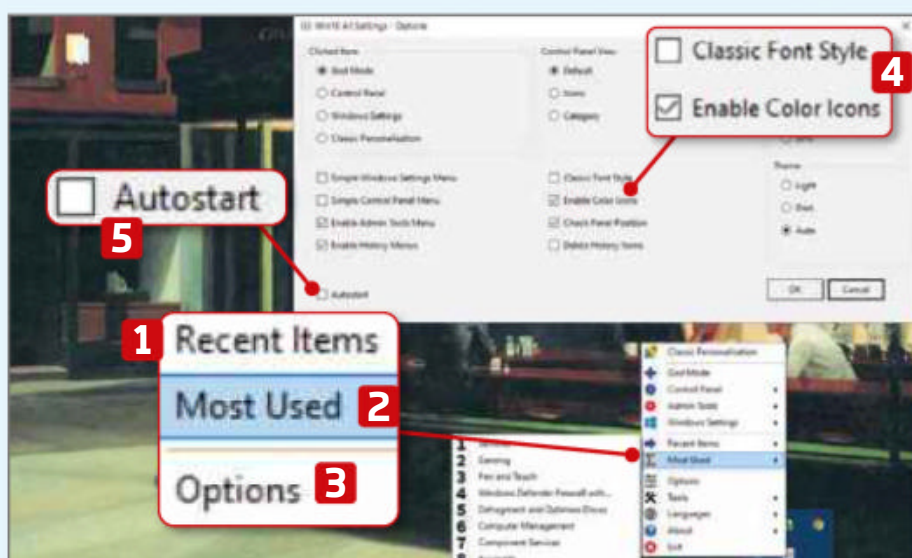 Win10 All Settings - Options
Clicked Item
God Mode
Control Panel
Windows Settings
Classic Personalisation
Control Panel View
Default
Icons
Category
Classic Font Style
4
Enable Color Icons
Simple Windows Settings Menu
Simple Control Panel Menu
Enable Admin Tools Menu
Enable History Menus
Classic Font Style
Enable Color Icons
Check Panel Position
Delete History Items
Theme
Light
Dark
Auto
Autostart
5
Autostart
OK
Cancel
1
Recent Items
Most Used
2
Options
3
Classic Personalisation
God Mode
Control Panel
Admin Tools
Windows Settings
Recent Items
Most Used
Options
Tools
Languages
About
Exit
1
2 Gaming
3 Pen and Touch
4 Windows Defender Firewall with...
5 Defragment and Optimise Drives
6 Computer Management
7 Component Services